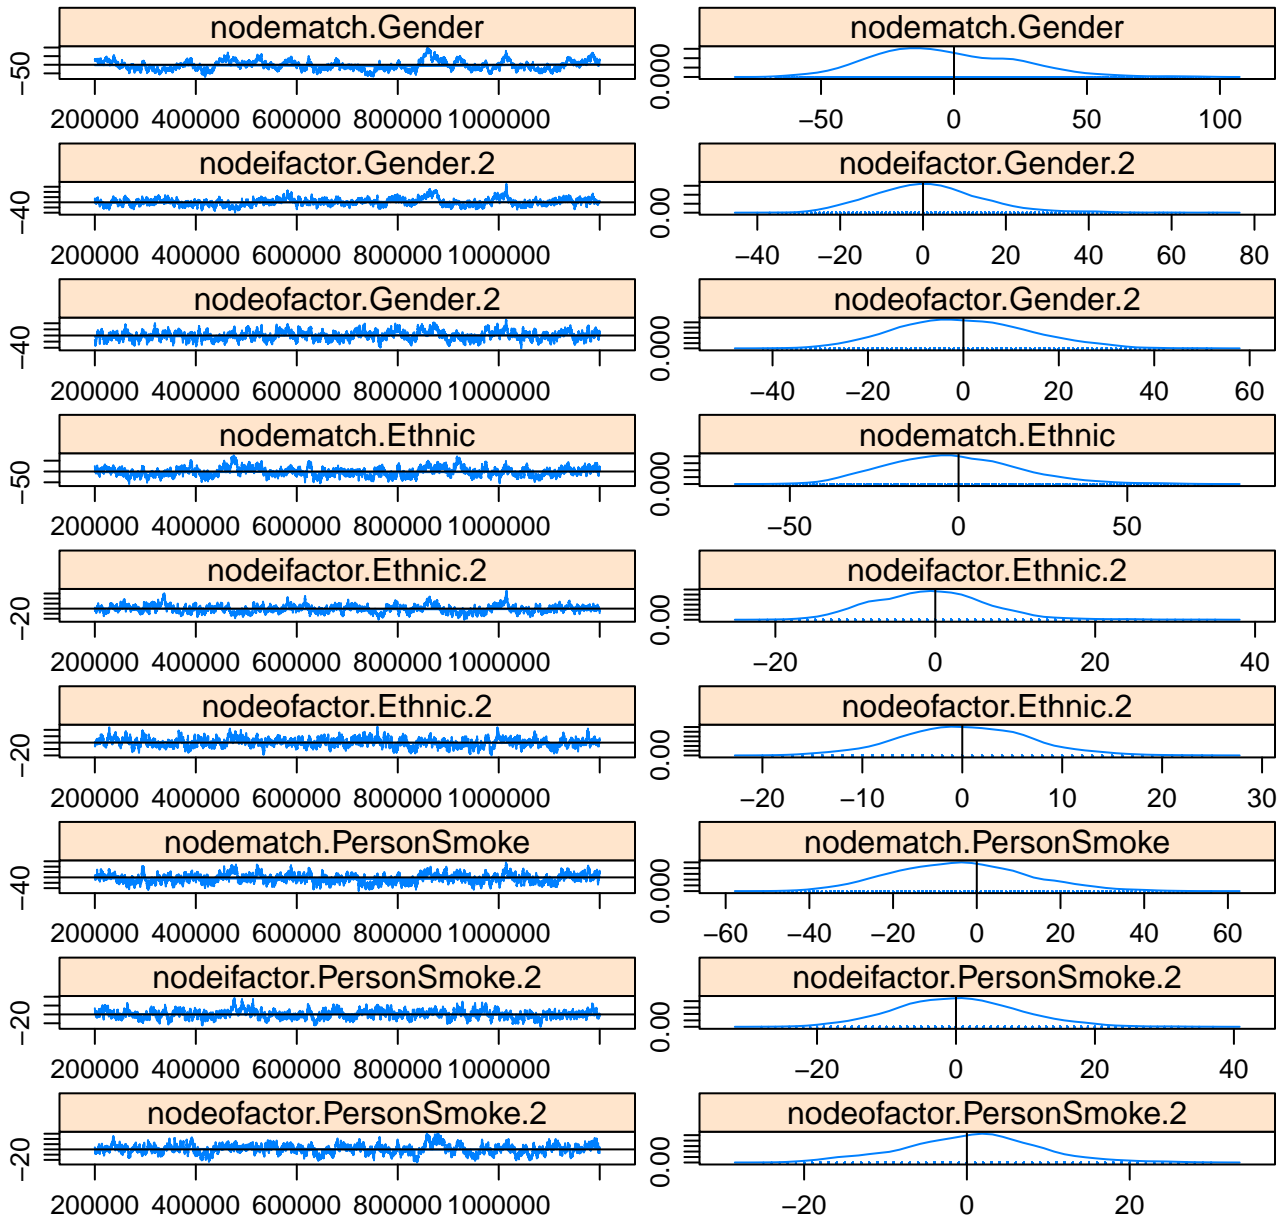 nodematch.Gender nodematch.Gender
−50 0.000
200000 400000 600000 800000 1000000 −50 0 50 100
nodeifactor.Gender.2 nodeifactor.Gender.2
−40 0.00
200000 400000 600000 800000 1000000 −40 −20 0 20 40 60 80
nodeofactor.Gender.2 nodeofactor.Gender.2
−40 0.000
200000 400000 600000 800000 1000000 −40 −20 0 20 40 60
nodematch.Ethnic nodematch.Ethnic
−50 0.000
200000 400000 600000 800000 1000000 −50 0 50
nodeifactor.Ethnic.2 nodeifactor.Ethnic.2
−20 0.00
200000 400000 600000 800000 1000000 −20 0 20 40
nodeofactor.Ethnic.2 nodeofactor.Ethnic.2
−20 0.00
200000 400000 600000 800000 1000000 −20 −10 0 10 20 30
nodematch.PersonSmoke nodematch.PersonSmoke
−40 0.000
200000 400000 600000 800000 1000000 −60 −40 −20 0 20 40 60
nodeifactor.PersonSmoke.2 nodeifactor.PersonSmoke.2
−20 0.00
200000 400000 600000 800000 1000000 −20 0 20 40
nodeofactor.PersonSmoke.2 nodeofactor.PersonSmoke.2
−20 0.00
200000 400000 600000 800000 1000000 −20 0 20